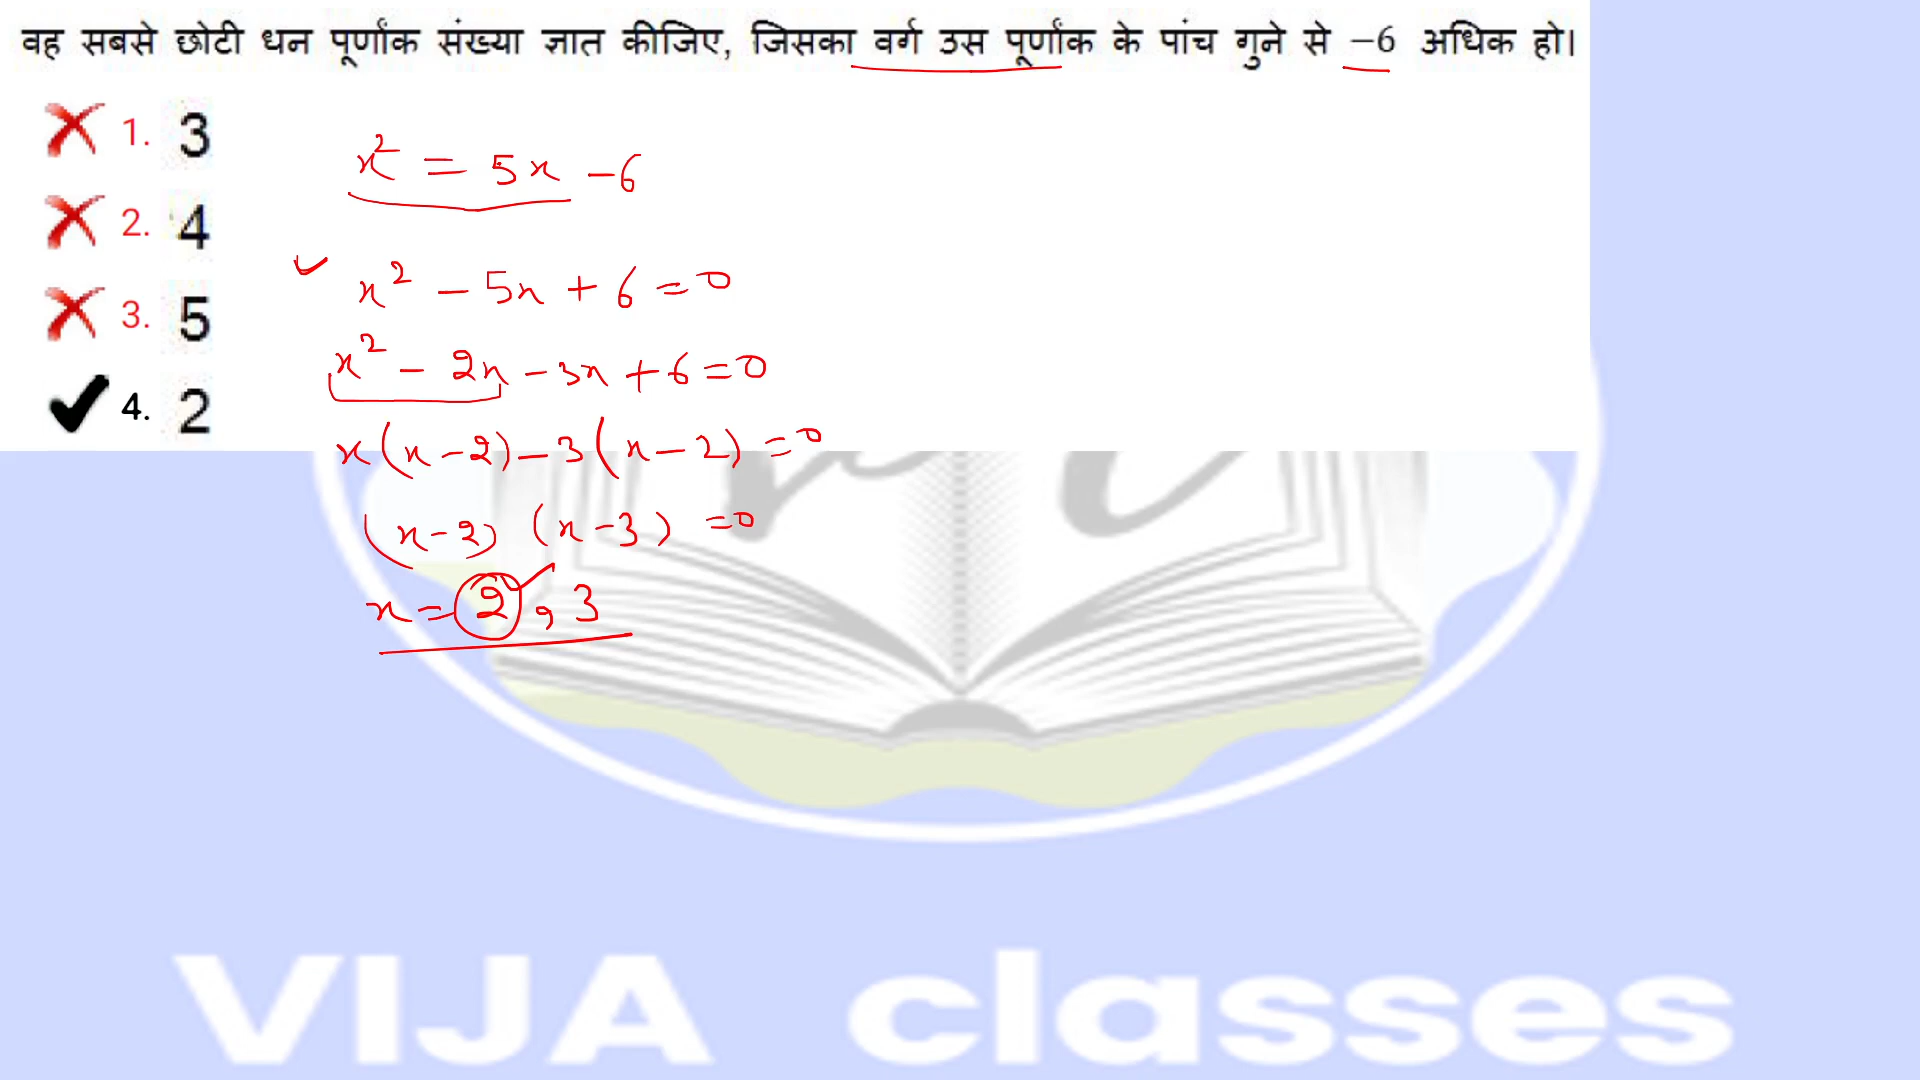 वह सबसे छोटी धन पूर्णांक संख्या ज्ञात कीजिए, जिसका वर्ग उस पूर्णांक के पांच गुने से −6 अधिक हो।
1. 3
2. 4
3. 5
4. 2
x² = 5x − 6
x² − 5x + 6 = 0
x² − 2x − 3x + 6 = 0
x(x − 2) − 3(x − 2) = 0
(x − 2) (x − 3) = 0
x = 2, 3
VIJA classes